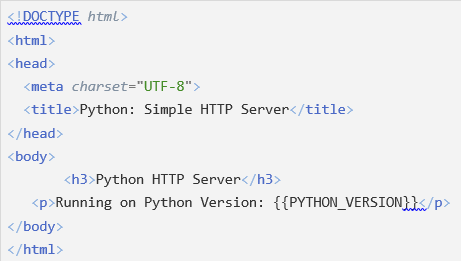 <!DOCTYPE html>
<html>
<head>
<meta charset="UTF-8">
<title>Python: Simple HTTP Server</title>
</head>
<body>
<h3>Python HTTP Server</h3>
<p>Running on Python Version: {{PYTHON_VERSION}}</p>
</body>
</html>